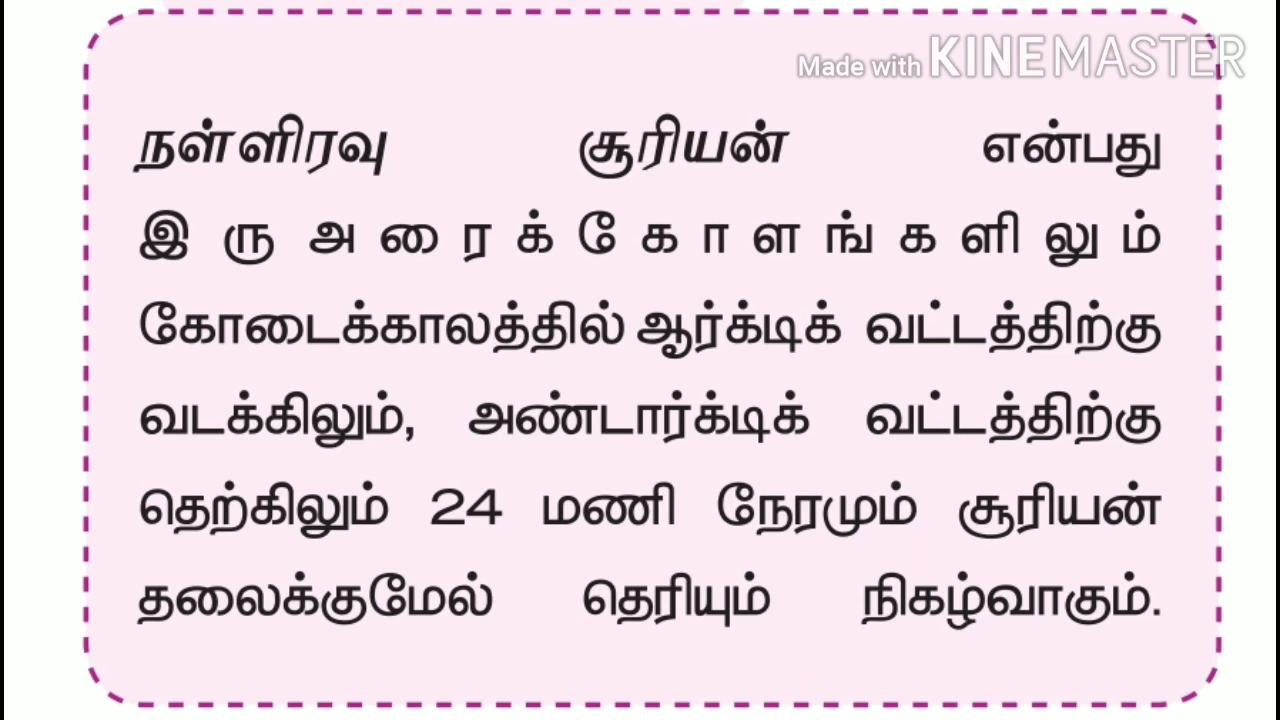 Made with KINEMASTER
நள்ளிரவு சூரியன் என்பது
இரு அரைக்கோளங்களிலும்
கோடைக்காலத்தில் ஆர்க்டிக் வட்டத்திற்கு
வடக்கிலும், அண்டார்க்டிக் வட்டத்திற்கு
தெற்கிலும் 24 மணி நேரமும் சூரியன்
தலைக்குமேல் தெரியும் நிகழ்வாகும்.